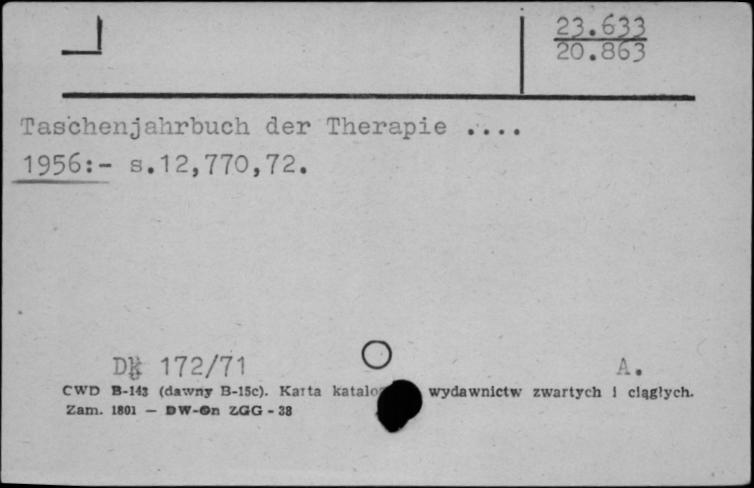 23.633
20.863
Taschenjahrbuch der Therapie ....
1956:- s.12,770,72.
172/71 A.
CWD B-143 (dawny B-15c). Karta wydawnictw zwartych i ciągłych.
Zam. 1801 — DW-On ZGG - 38